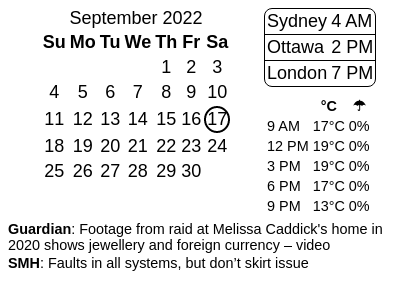 September 2022
Su Mo Tu We Th Fr Sa
1 2 3
4 5 6 7 8 9 10
11 12 13 14 15 16 17
18 19 20 21 22 23 24
25 26 27 28 29 30
Sydney 4 AM
Ottawa 2 PM
London 7 PM
°C ☂
9 AM 17°C 0%
12 PM 19°C 0%
3 PM 19°C 0%
6 PM 17°C 0%
9 PM 13°C 0%
Guardian: Footage from raid at Melissa Caddick's home in
2020 shows jewellery and foreign currency – video
SMH: Faults in all systems, but don’t skirt issue